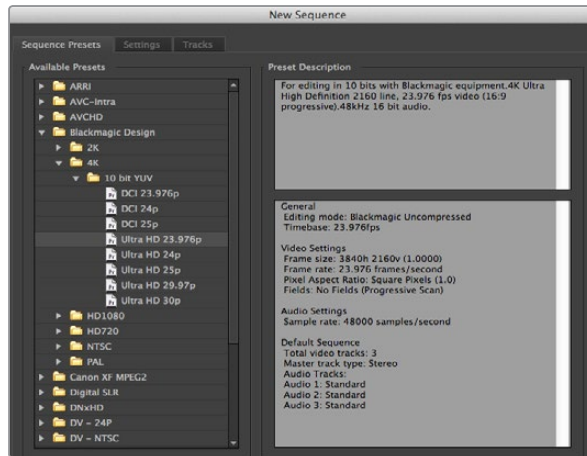 New Sequence
Sequence Presets
Settings
Tracks
Available Presets
ARRI
AVC-Intra
AVCHD
Blackmagic Design
2K
4K
10 bit YUV
DCI 23.976p
DCI 24p
DCI 25p
Ultra HD 23.976p
Ultra HD 24p
Ultra HD 25p
Ultra HD 29.97p
Ultra HD 30p
HD1080
HD720
NTSC
PAL
Canon XF MPEG2
Digital SLR
DNxHD
DV - 24P
DV - NTSC
Preset Description
For editing in 10 bits with Blackmagic equipment.4K Ultra
High Definition 2160 line, 23.976 fps video (16:9
progressive).48kHz 16 bit audio.
General
Editing mode: Blackmagic Uncompressed
Timebase: 23.976fps
Video Settings
Frame size: 3840h 2160v (1.0000)
Frame rate: 23.976 frames/second
Pixel Aspect Ratio: Square Pixels (1.0)
Fields: No Fields (Progressive Scan)
Audio Settings
Sample rate: 48000 samples/second
Default Sequence
Total video tracks: 3
Master track type: Stereo
Audio Tracks:
Audio 1: Standard
Audio 2: Standard
Audio 3: Standard